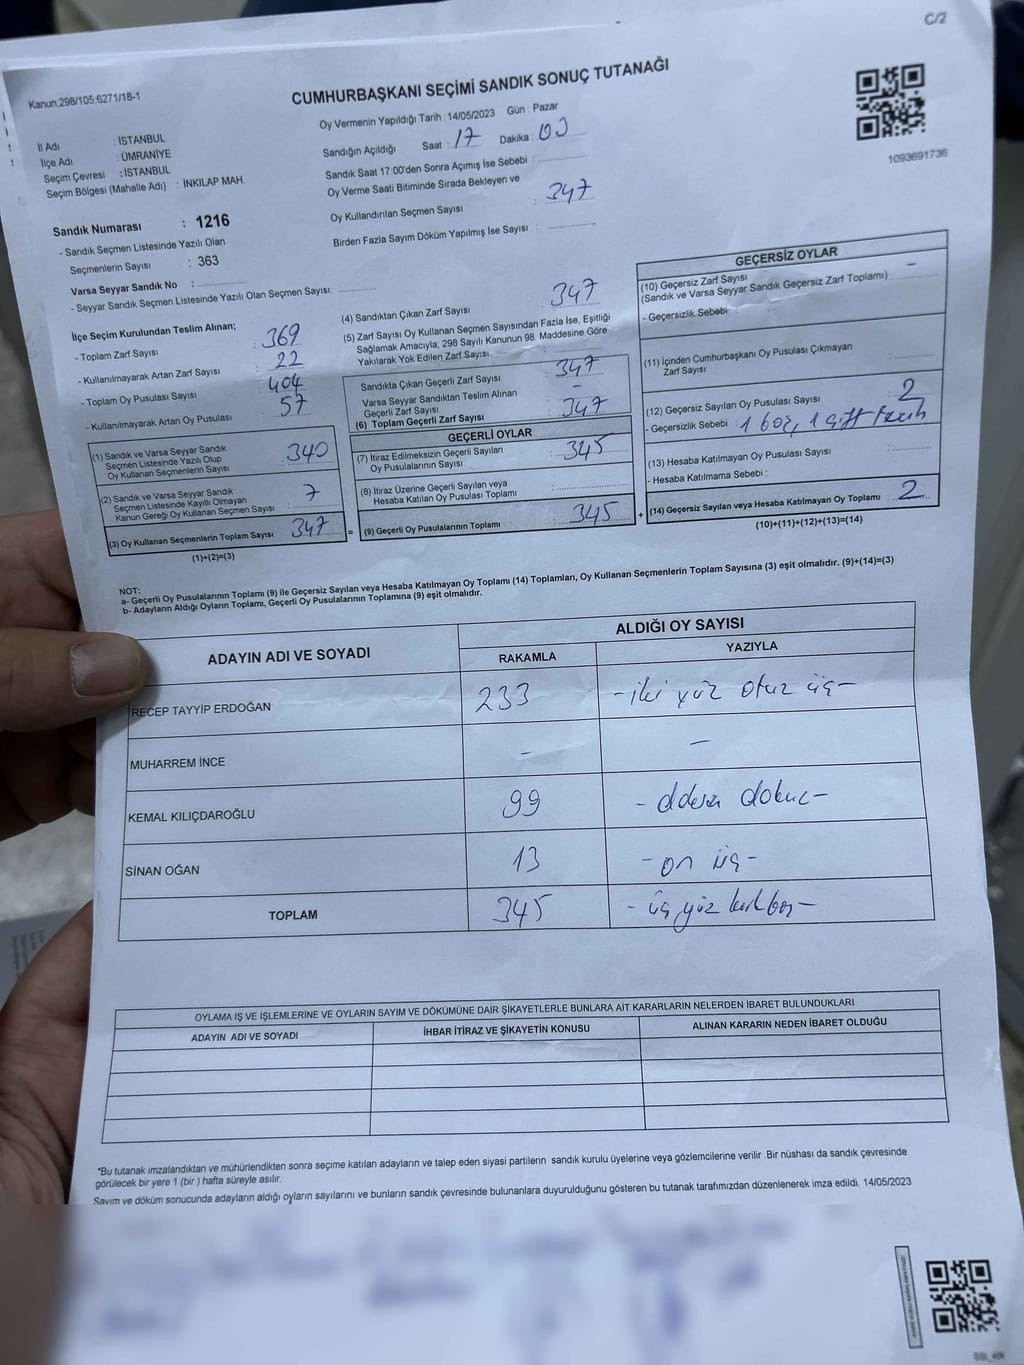 C/2
Kanun:298/105:6271/18-1
CUMHURBAŞKANI SEÇİMİ SANDIK SONUÇ TUTANAĞI
1093691736
İl Adı : İSTANBUL
İlçe Adı : ÜMRANİYE
Seçim Çevresi : İSTANBUL
Seçim Bölgesi (Mahalle Adı) : İNKILAP MAH.
Oy Vermenin Yapıldığı Tarih : 14/05/2023 Gün : Pazar
Sandığın Açıldığı Saat : 17 Dakika :
Sandık Saat 17:00'den Sonra Açımış İse Sebebi :
Oy Verme Saati Bitiminde Sırada Bekleyen ve
Oy Kullandırılan Seçmen Sayısı : 347
Birden Fazla Sayım Döküm Yapılmış İse Sayısı :
Sandık Numarası : 1216
- Sandık Seçmen Listesinde Yazılı Olan
Seçmenlerin Sayısı : 363
Varsa Seyyar Sandık No :
- Seyyar Sandık Seçmen Listesinde Yazılı Olan Seçmen Sayısı:
İlçe Seçim Kurulundan Teslim Alınan;
- Toplam Zarf Sayısı : 369
- Kullanılmayarak Artan Zarf Sayısı : 22
- Toplam Oy Pusulası Sayısı : 404
- Kullanılmayarak Artan Oy Pusulası : 57
(1) Sandık ve Varsa Seyyar Sandık
Seçmen Listesinde Yazılı Olup
Oy Kullanan Seçmenlerin Sayısı : 340
(2) Sandık ve Varsa Seyyar Sandık
Seçmen Listesinde Kayıtlı Olmayan
Kanun Gereği Oy Kullanan Seçmen Sayısı : 7
(3) Oy Kullanan Seçmenlerin Toplam Sayısı : 347
(1)+(2)=(3)
(4) Sandıktan Çıkan Zarf Sayısı : 347
(5) Zarf Sayısı Oy Kullanan Seçmen Sayısından Fazla İse, Eşitliği
Sağlamak Amacıyla, 298 Sayılı Kanunun 98. Maddesine Göre
Yakılarak Yok Edilen Zarf Sayısı :
Sandıkta Çıkan Geçerli Zarf Sayısı : 347
Varsa Seyyar Sandıktan Teslim Alınan
Geçerli Zarf Sayısı : -
(6) Toplam Geçerli Zarf Sayısı : 347
GEÇERLİ OYLAR
(7) İtiraz Edilmeksizin Geçerli Sayılan
Oy Pusulalarının Sayısı : 345
(8) İtiraz Üzerine Geçerli Sayılan veya
Hesaba Katılan Oy Pusulası Toplamı :
= (9) Geçerli Oy Pusulalarının Toplamı : 345
GEÇERSİZ OYLAR
(10) Geçersiz Zarf Sayısı
(Sandık ve Varsa Seyyar Sandık Geçersiz Zarf Toplamı) : -
- Geçersizlik Sebebi :
(11) İçinden Cumhurbaşkanı Oy Pusulası Çıkmayan
Zarf Sayısı :
(12) Geçersiz Sayılan Oy Pusulası Sayısı : 2
- Geçersizlik Sebebi : 1 boş, 1 çift tercih
(13) Hesaba Katılmayan Oy Pusulası Sayısı :
- Hesaba Katılmama Sebebi :
+ (14) Geçersiz Sayılan veya Hesaba Katılmayan Oy Toplamı : 2
(10)+(11)+(12)+(13)=(14)
NOT:
a- Geçerli Oy Pusulalarının Toplamı (9) ile Geçersiz Sayılan veya Hesaba Katılmayan Oy Toplamı (14) Toplamları, Oy Kullanan Seçmenlerin Toplam Sayısına (3) eşit olmalıdır. (9)+(14)=(3)
b- Adayların Aldığı Oyların Toplamı, Geçerli Oy Pusulalarının Toplamına (9) eşit olmalıdır.
ADAYIN ADI VE SOYADI ALDIĞI OY SAYISI
RAKAMLA YAZIYLA
RECEP TAYYİP ERDOĞAN 233 - iki yüz otuz üç -
MUHARREM İNCE - -
KEMAL KILIÇDAROĞLU 99 - doksan dokuz -
SİNAN OĞAN 13 - on üç -
TOPLAM 345 - üç yüz kırk beş -
OYLAMA İŞ VE İŞLEMLERİNE VE OYLARIN SAYIM VE DÖKÜMÜNE DAİR ŞİKAYETLERLE BUNLARA AİT KARARLARIN NELERDEN İBARET BULUNDUKLARI
ADAYIN ADI VE SOYADI İHBAR İTİRAZ VE ŞİKAYETİN KONUSU ALINAN KARARIN NEDEN İBARET OLDUĞU
*Bu tutanak imzalandıktan ve mühürlendikten sonra seçime katılan adayların ve talep eden siyasi partilerin sandık kurulu üyelerine veya gözlemcilerine verilir .Bir nüshası da sandık çevresinde
görülecek bir yere 1 (bir ) hafta süreyle asılır.
Sayım ve döküm sonucunda adayların aldığı oyların sayılarını ve bunların sandık çevresinde bulunanlara duyurulduğunu gösteren bu tutanak tarafımızdan düzenlenerek imza edildi. 14/05/2023